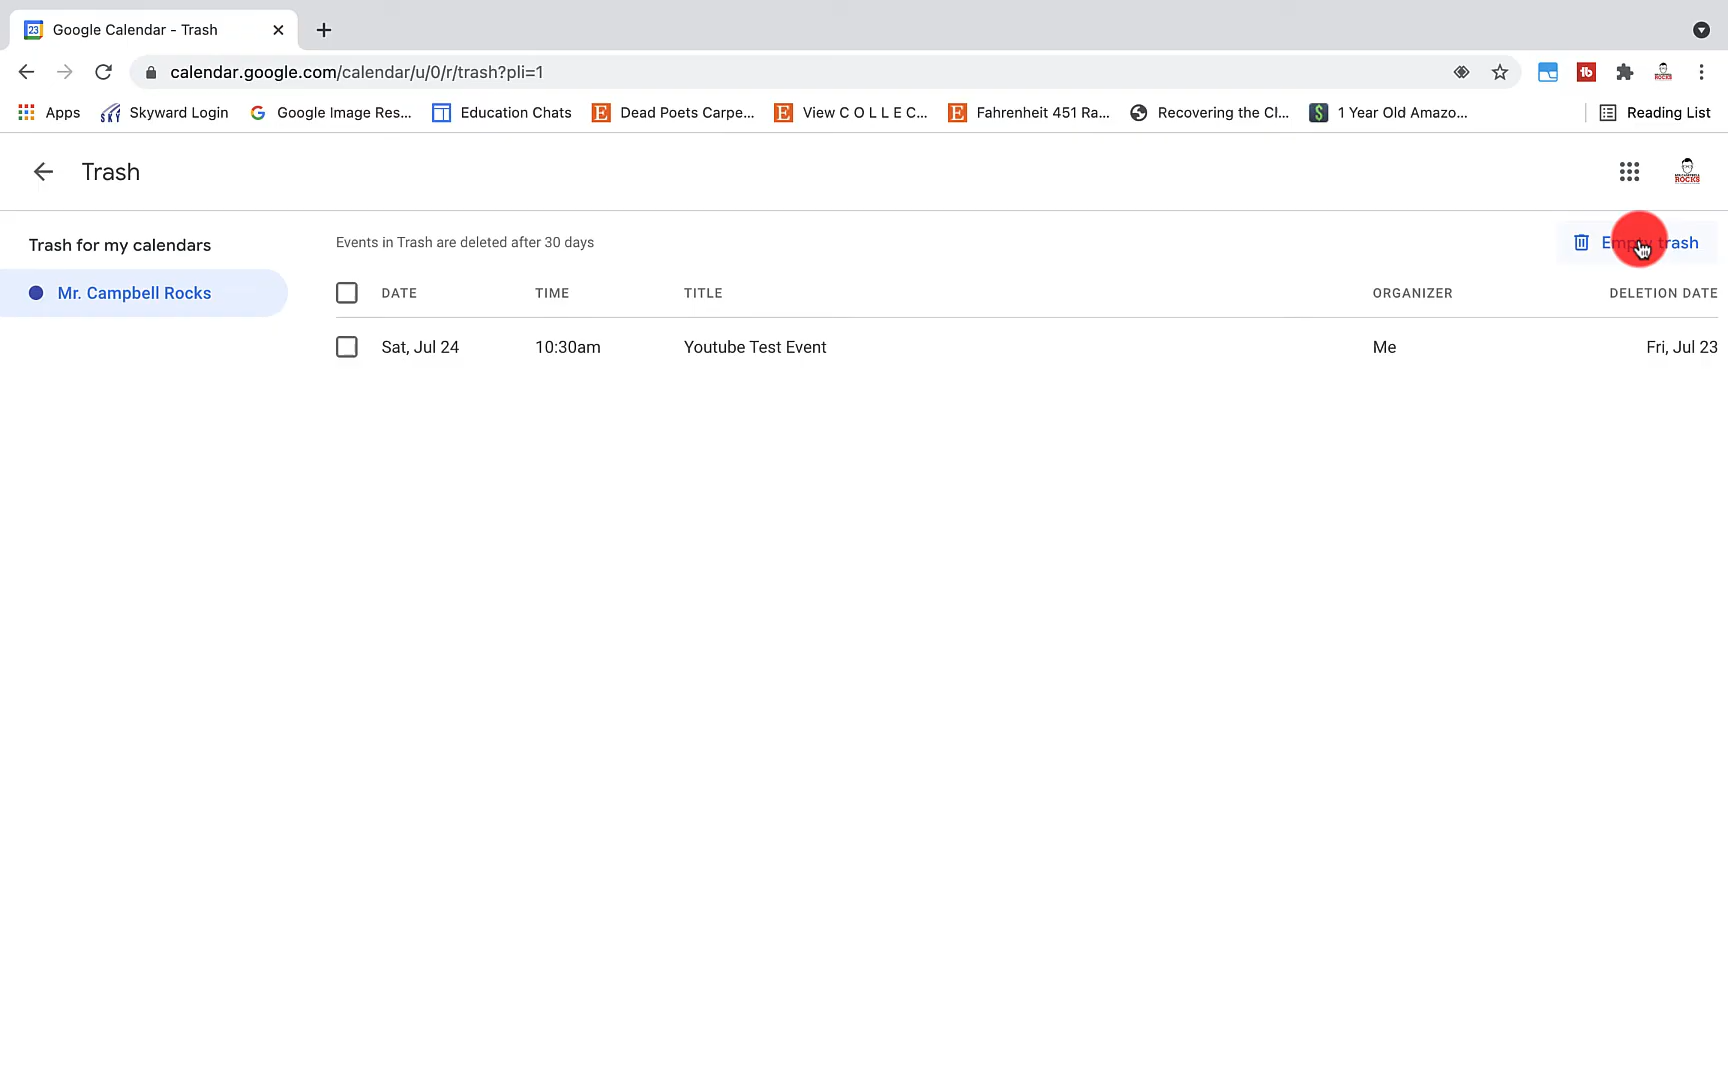 23 Google Calendar - Trash
calendar.google.com/calendar/u/0/r/trash?pli=1
Apps Skyward Login Google Image Res... Education Chats Dead Poets Carpe... View C O L L E C... Fahrenheit 451 Ra... Recovering the Cl... 1 Year Old Amazo... Reading List
Trash
ROCKS
Trash for my calendars
Events in Trash are deleted after 30 days
Empty trash
Mr. Campbell Rocks
DATE TIME TITLE ORGANIZER DELETION DATE
Sat, Jul 24 10:30am Youtube Test Event Me Fri, Jul 23